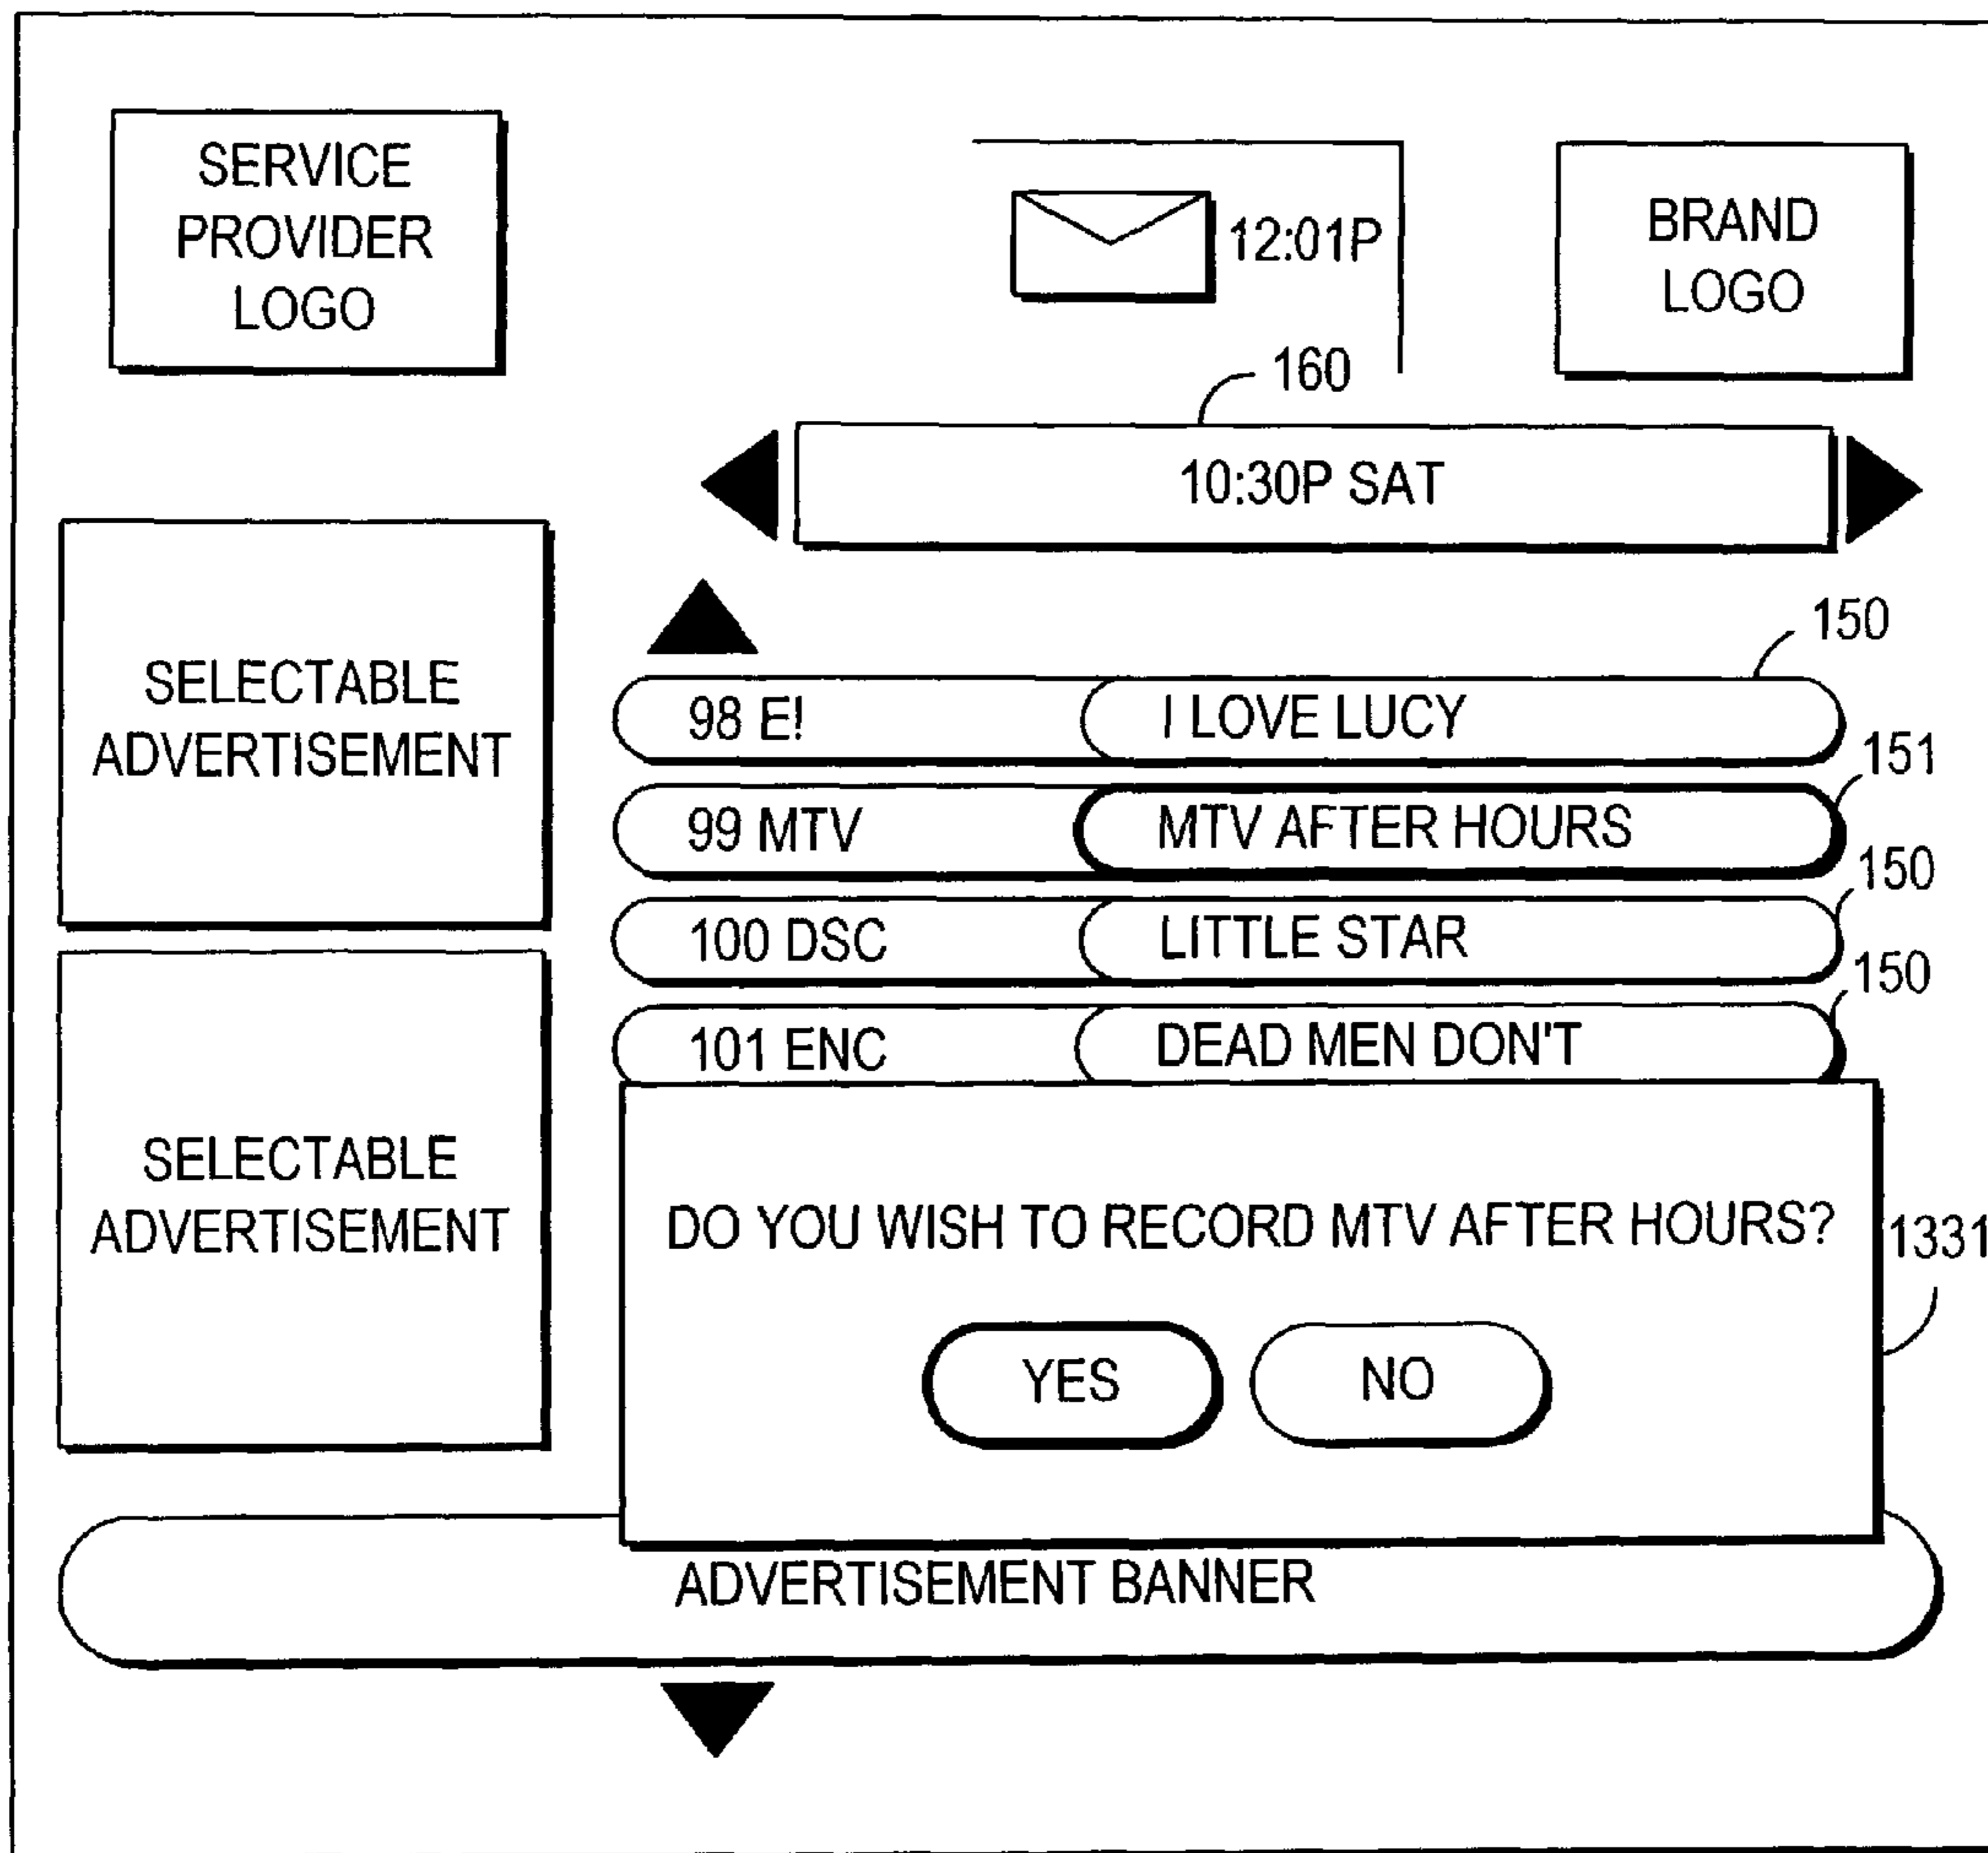 SERVICE
PROVIDER
LOGO
12:01P
BRAND
LOGO
160
10:30P SAT
150
98 E! I LOVE LUCY
151
99 MTV MTV AFTER HOURS
150
100 DSC LITTLE STAR
150
101 ENC DEAD MEN DON'T
SELECTABLE
ADVERTISEMENT
SELECTABLE
ADVERTISEMENT
DO YOU WISH TO RECORD MTV AFTER HOURS?
1331
YES NO
ADVERTISEMENT BANNER